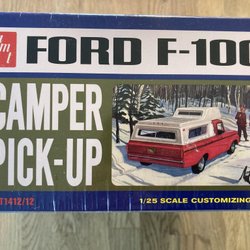 amt
FORD F-100
CAMPER
PICK-UP
T1412/12
1/25 SCALE CUSTOMIZING